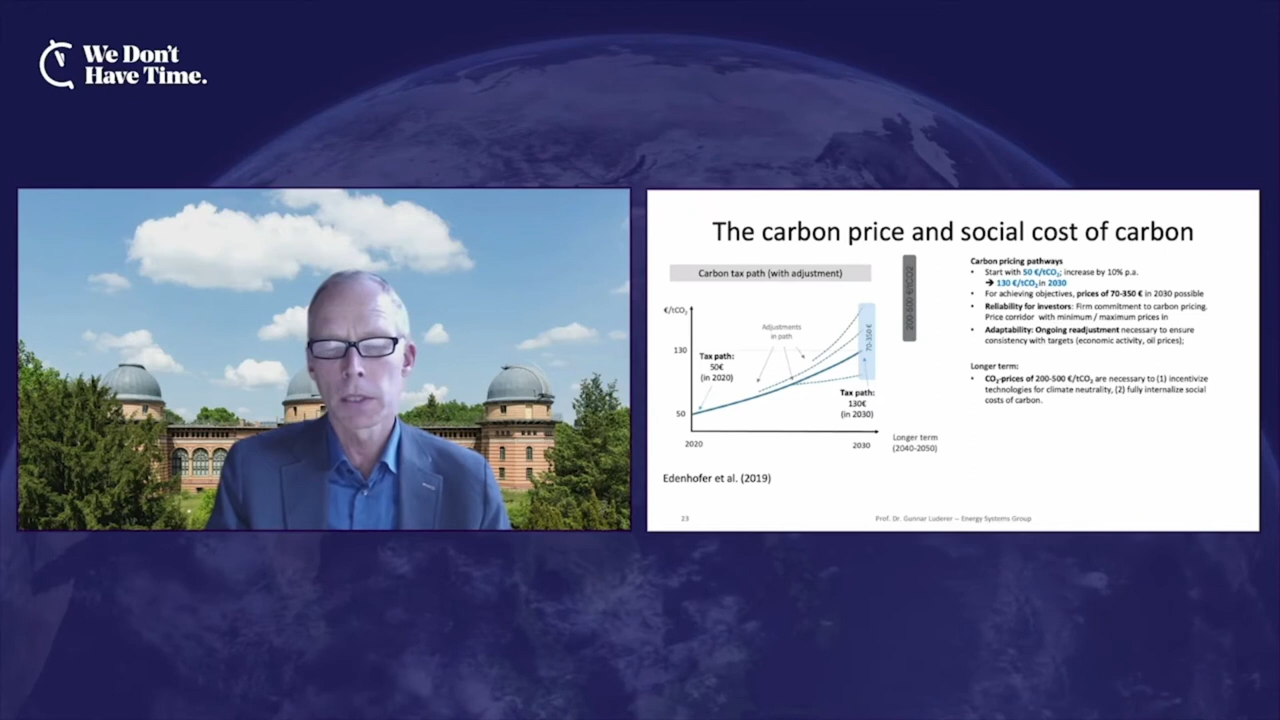 We Don't
Have Time.
The carbon price and social cost of carbon
Carbon tax path (with adjustment)
€/tCO₂
130
50
2020
2030
Tax path:
50€
(in 2020)
Adjustments
in path
70-350 €
Tax path:
130€
(in 2030)
200-500 €/tCO2
Longer term
(2040-2050)
Edenhofer et al. (2019)
Carbon pricing pathways
• Start with 50 €/tCO₂; increase by 10% p.a.
➔ 130 €/tCO₂ in 2030
• For achieving objectives, prices of 70-350 € in 2030 possible
• Reliability for investors: Firm commitment to carbon pricing.
Price corridor with minimum / maximum prices in
• Adaptability: Ongoing readjustment necessary to ensure
consistency with targets (economic activity, oil prices);
Longer term:
• CO₂-prices of 200-500 €/tCO₂ are necessary to (1) incentivize
technologies for climate neutrality, (2) fully internalize social
costs of carbon.
23
Prof. Dr. Gunnar Luderer – Energy Systems Group